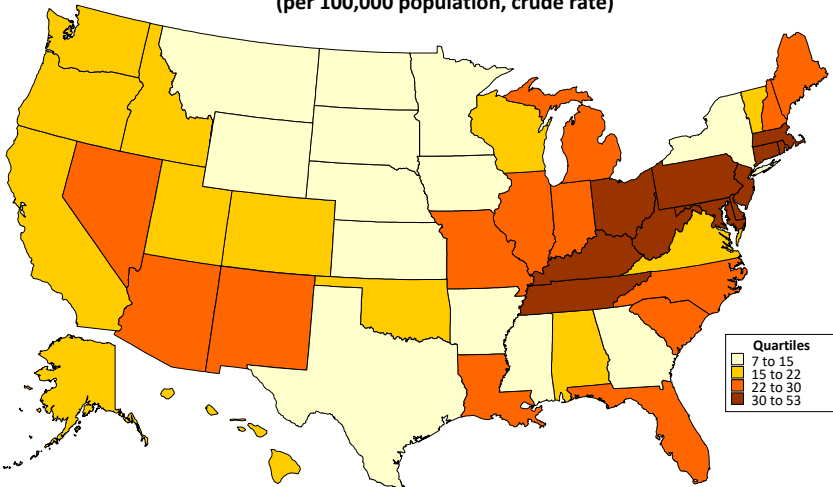 (per 100,000 population, crude rate)
Quartiles
7 to 15
15 to 22
22 to 30
30 to 53